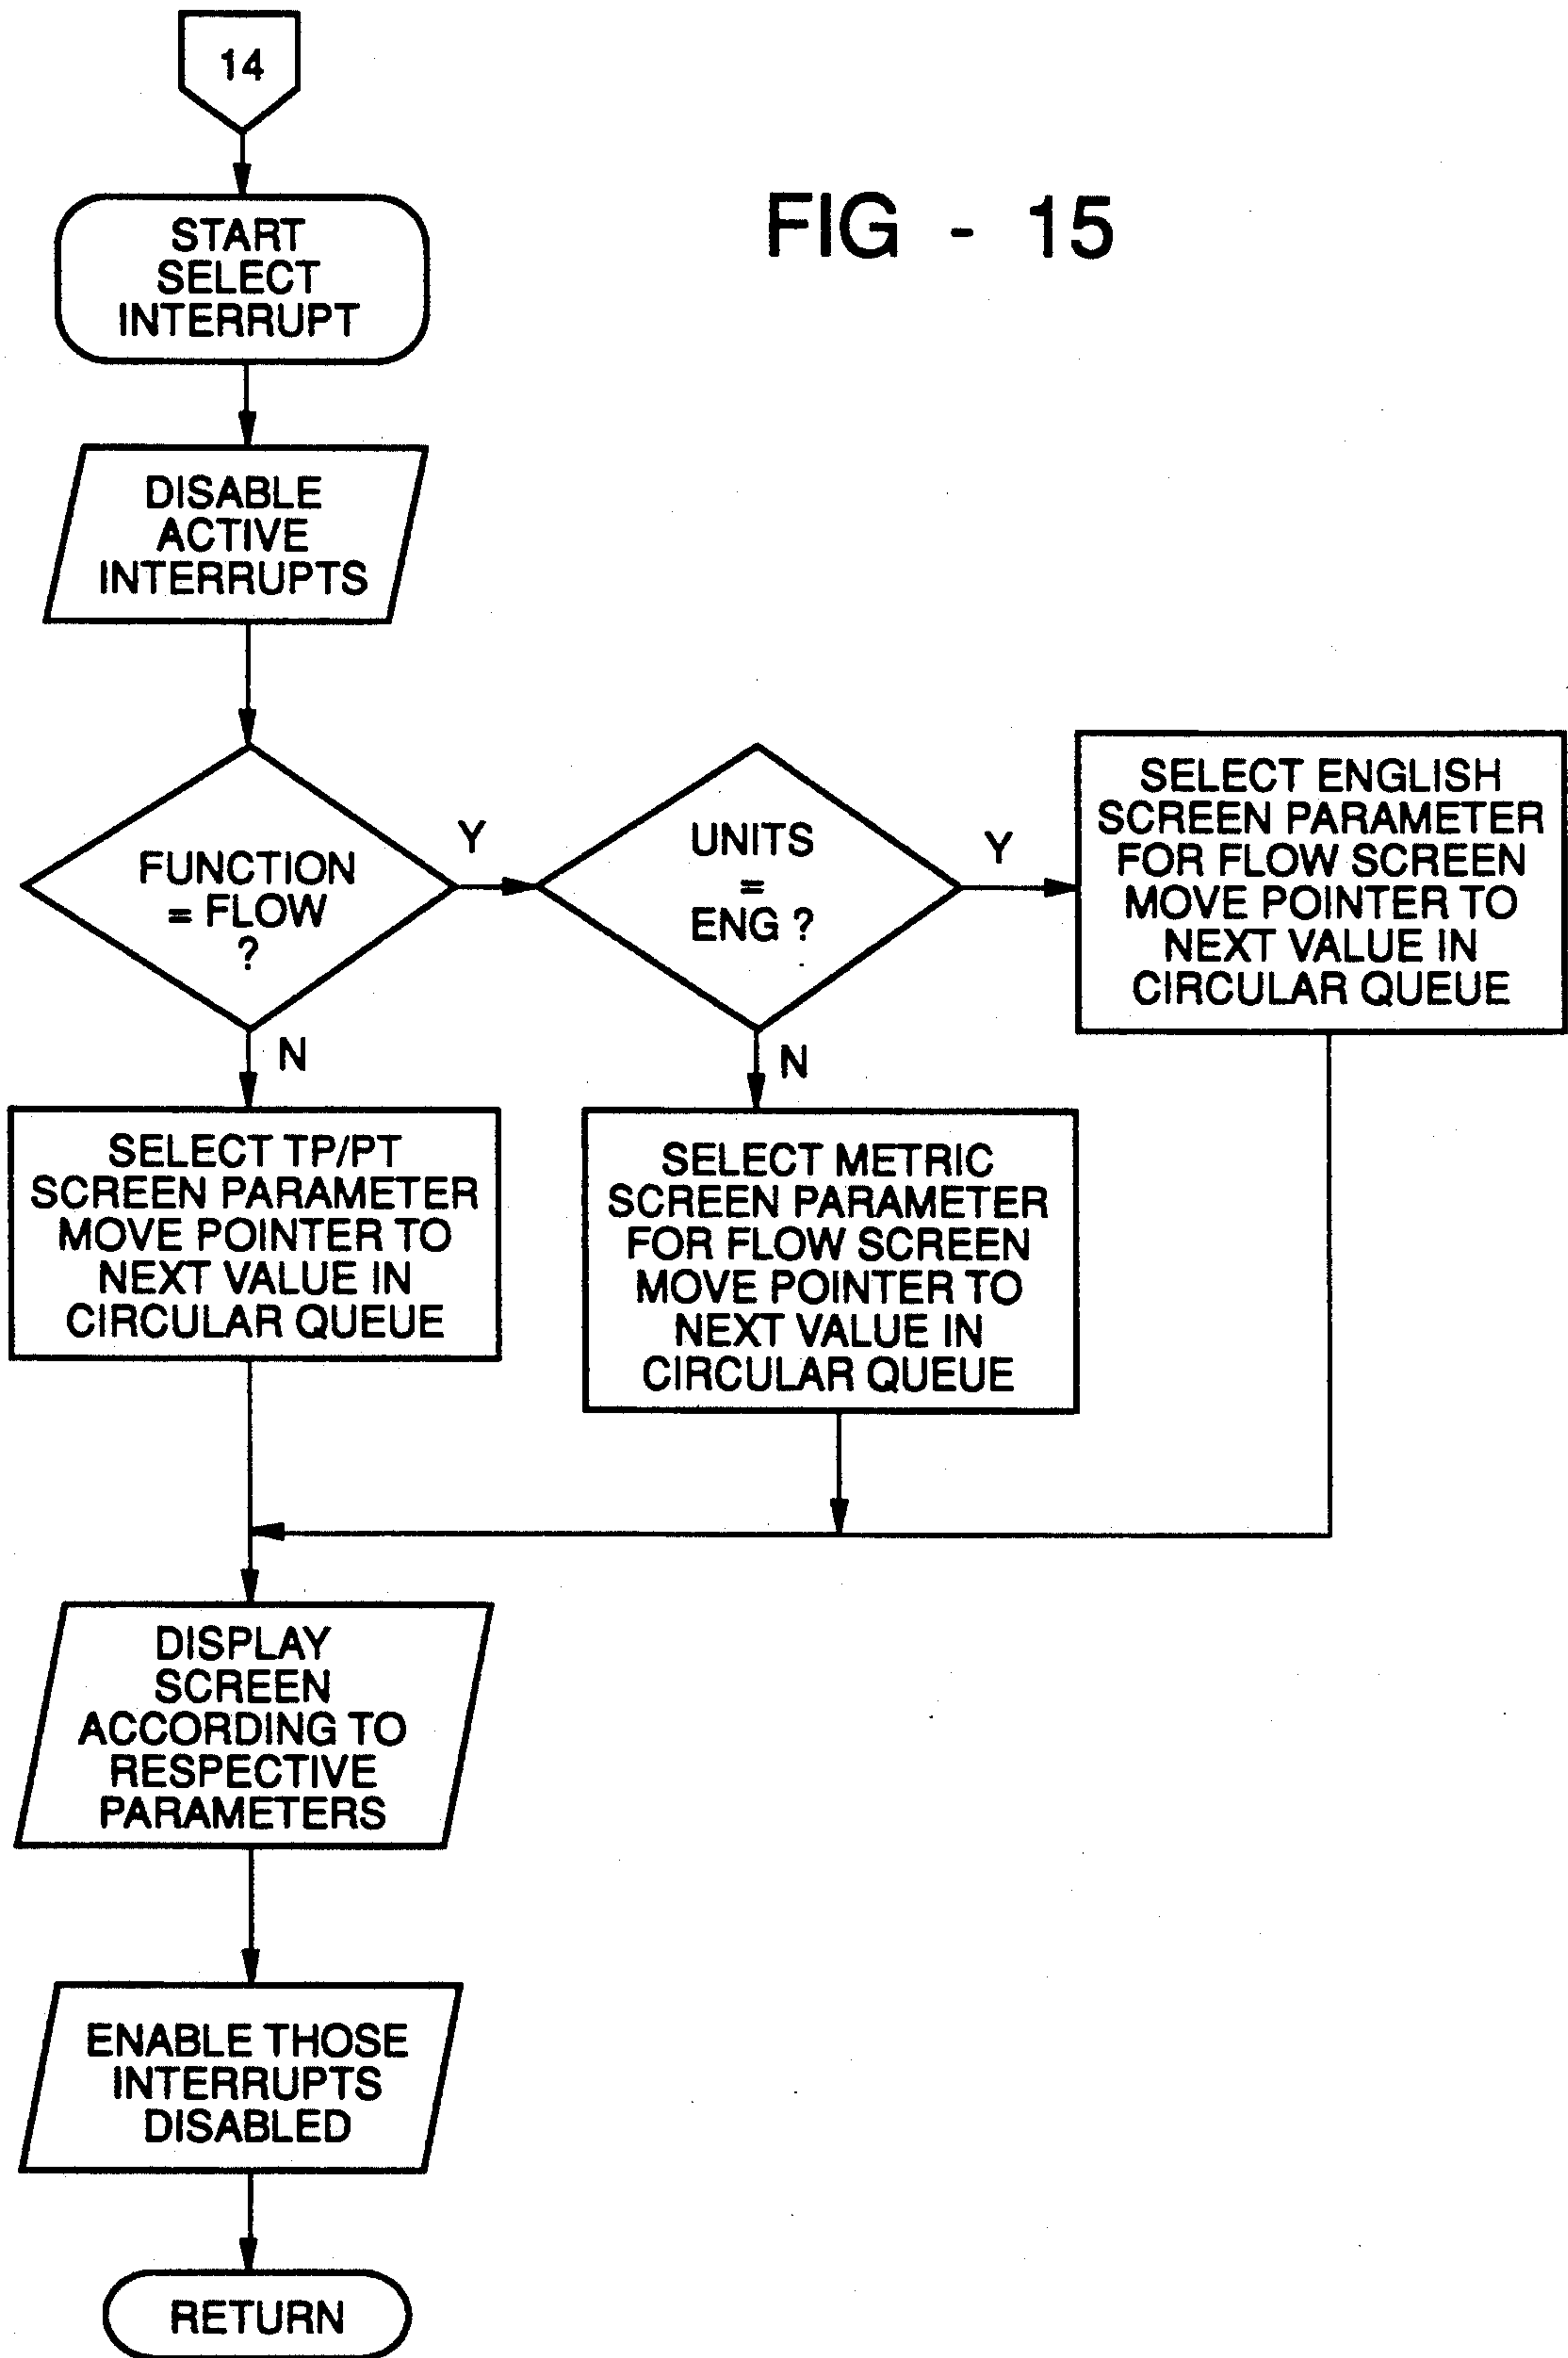 14
FIG - 15
START
SELECT
INTERRUPT
DISABLE
ACTIVE
INTERRUPTS
FUNCTION
= FLOW
?
Y
UNITS
=
ENG ?
Y
SELECT ENGLISH
SCREEN PARAMETER
FOR FLOW SCREEN
MOVE POINTER TO
NEXT VALUE IN
CIRCULAR QUEUE
N
N
SELECT TP/PT
SCREEN PARAMETER
MOVE POINTER TO
NEXT VALUE IN
CIRCULAR QUEUE
SELECT METRIC
SCREEN PARAMETER
FOR FLOW SCREEN
MOVE POINTER TO
NEXT VALUE IN
CIRCULAR QUEUE
DISPLAY
SCREEN
ACCORDING TO
RESPECTIVE
PARAMETERS
ENABLE THOSE
INTERRUPTS
DISABLED
RETURN